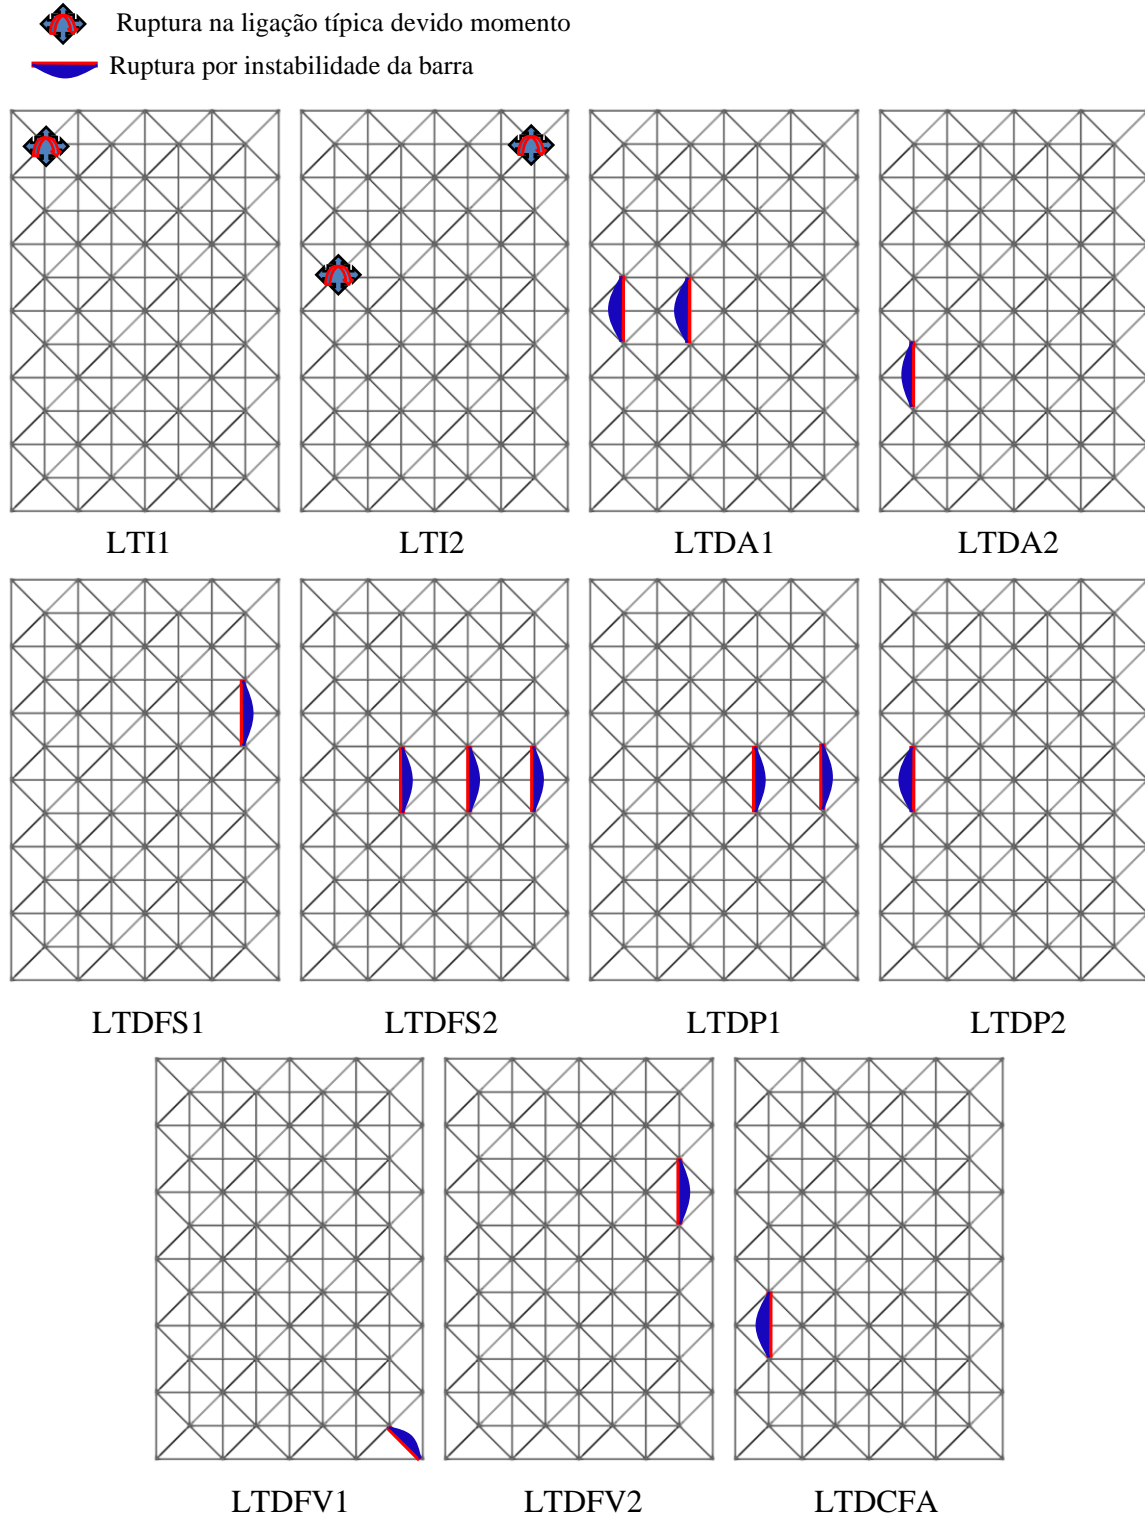 Ruptura na ligação típica devido momento
Ruptura por instabilidade da barra
LTI1 LTI2 LTDA1 LTDA2
LTDFS1 LTDFS2 LTDP1 LTDP2
LTDFV1 LTDFV2 LTDCFA